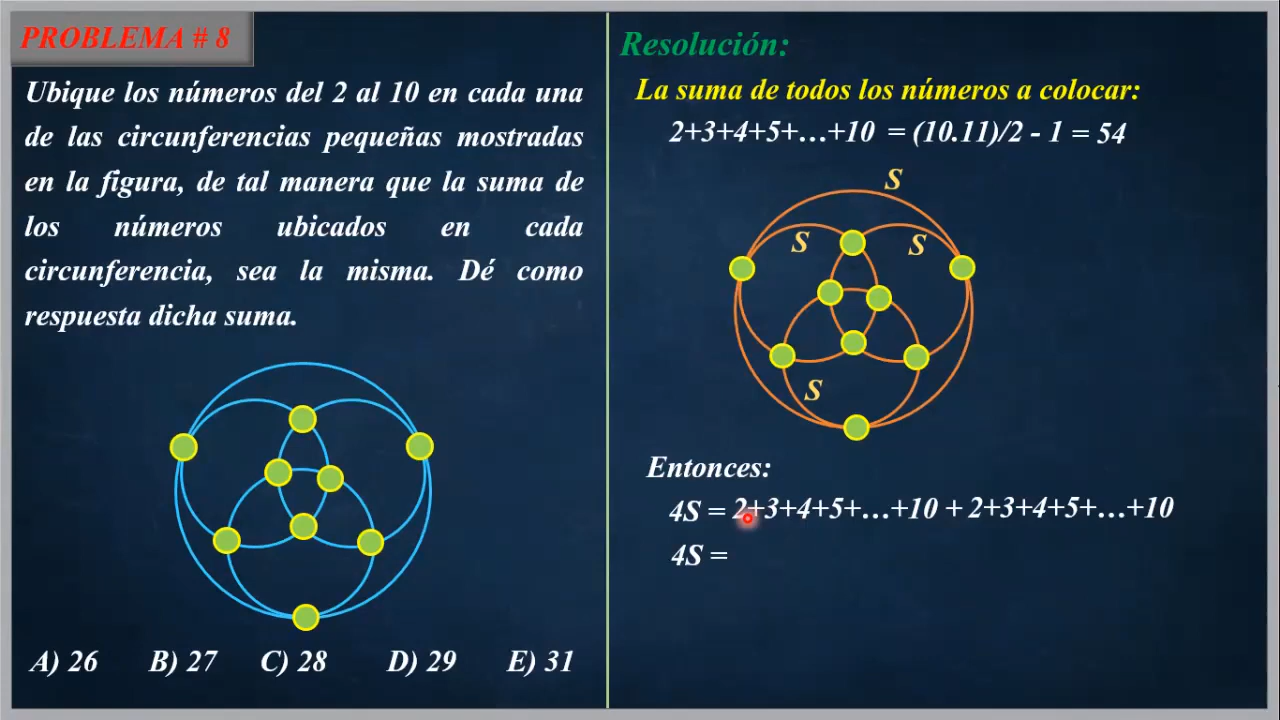 PROBLEMA # 8
Ubique los números del 2 al 10 en cada una
de las circunferencias pequeñas mostradas
en la figura, de tal manera que la suma de
los números ubicados en cada
circunferencia, sea la misma. Dé como
respuesta dicha suma.
A) 26 B) 27 C) 28 D) 29 E) 31
Resolución:
La suma de todos los números a colocar:
2+3+4+5+…+10 = (10.11)/2 - 1 = 54
S
S S
S
Entonces:
4S = 2+3+4+5+…+10 + 2+3+4+5+…+10
4S =